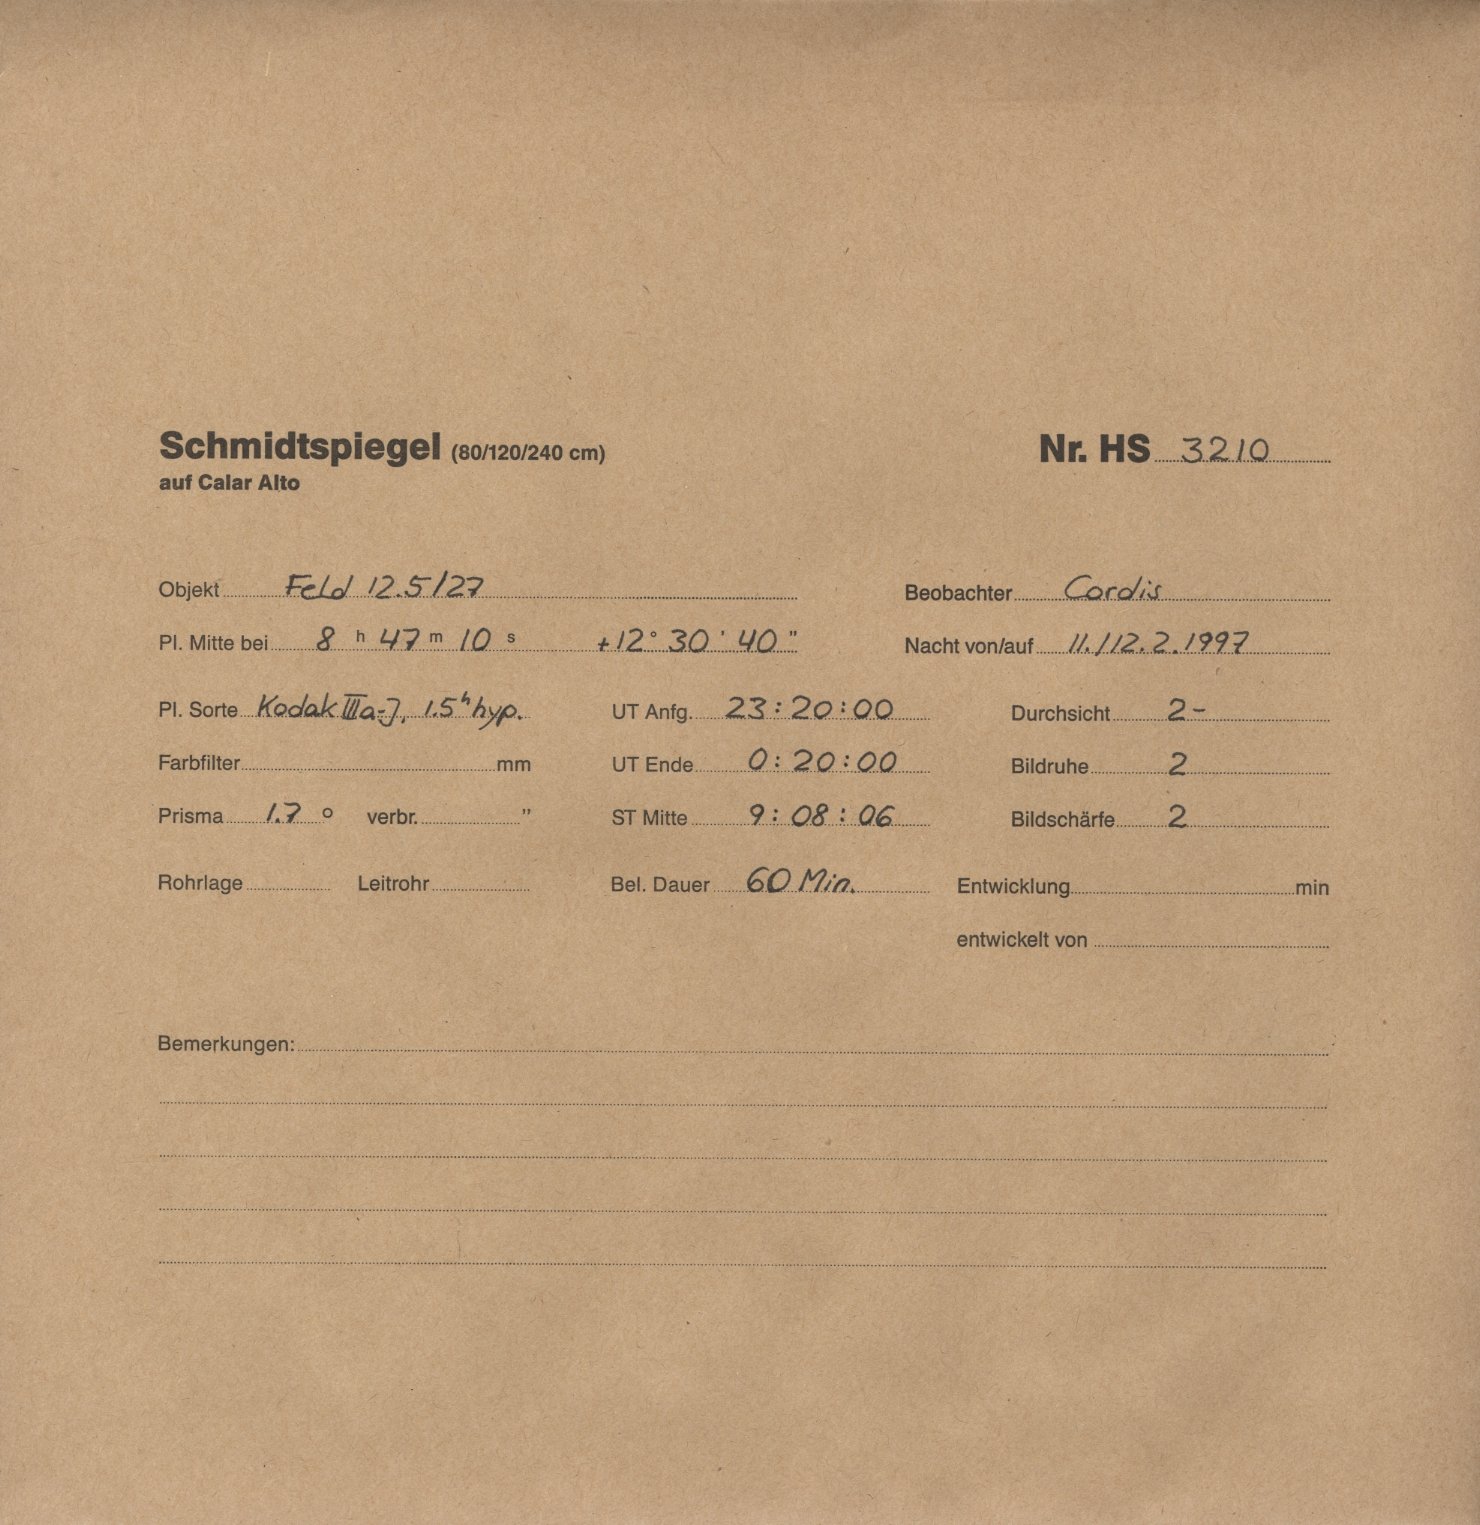 Schmidtspiegel (80/120/240 cm) Nr. HS 3210
auf Calar Alto
Objekt Feld 12.5/27 Beobachter Cordis
Pl. Mitte bei 8 h 47 m 10 s +12° 30' 40" Nacht von/auf 11./12.2.1997
Pl. Sorte Kodak IIIa-J, 1.5h hyp. UT Anfg. 23:20:00 Durchsicht 2-
Farbfilter mm UT Ende 0:20:00 Bildruhe 2
Prisma 1.7 ° verbr. " ST Mitte 9:08:06 Bildschärfe 2
Rohrlage Leitrohr Bel. Dauer 60 Min. Entwicklung min
entwickelt von
Bemerkungen: